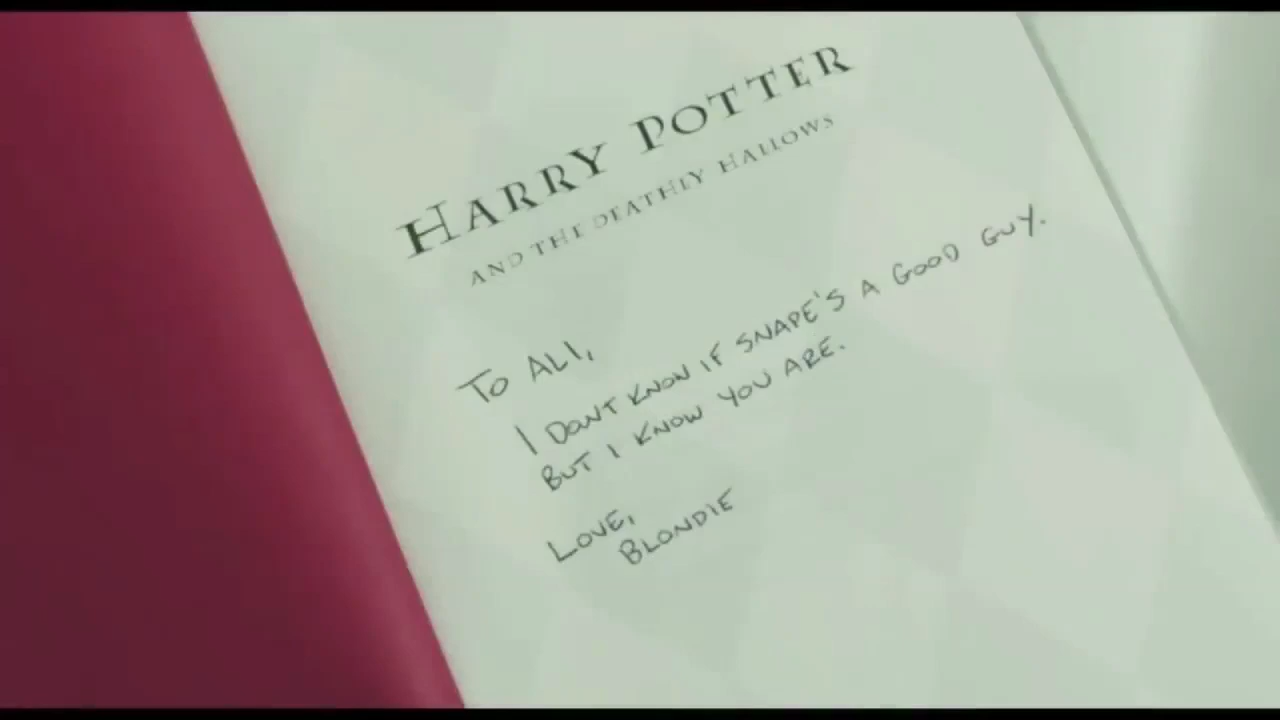 HARRY POTTER
AND THE DEATHLY HALLOWS
TO ALI,
I DONT KNOW IF SNAPE'S A GOOD GUY.
BUT I KNOW YOU ARE.
LOVE,
BLONDIE